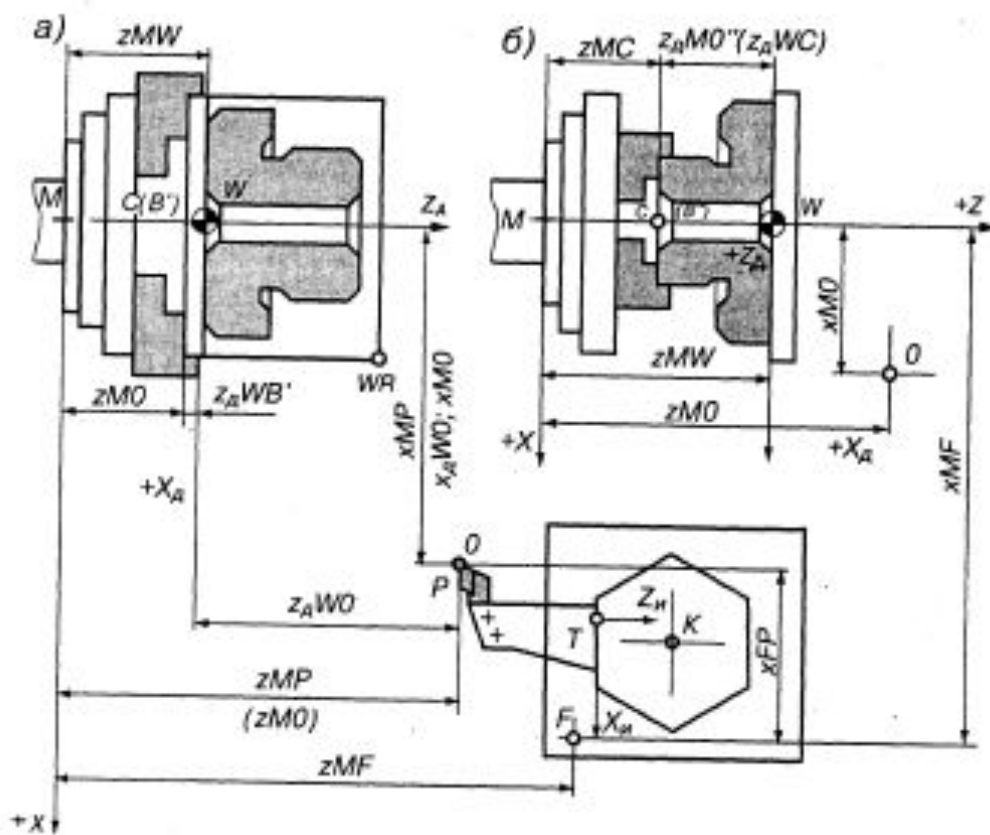 а)
zMW
M
C(B')
W
Zд
WR
zM0
zдWB'
+Xд
xMP
xдW0; xM0
б)
zMC
zдM0"(zдWC)
M
C
(B')
W
+Z
+Zд
xM0
0
zMW
zM0
+X
+Xд
xMF
0
P
T
Zи
K
xFP
F
Xи
zдW0
zMP
(zM0)
zMF
+X